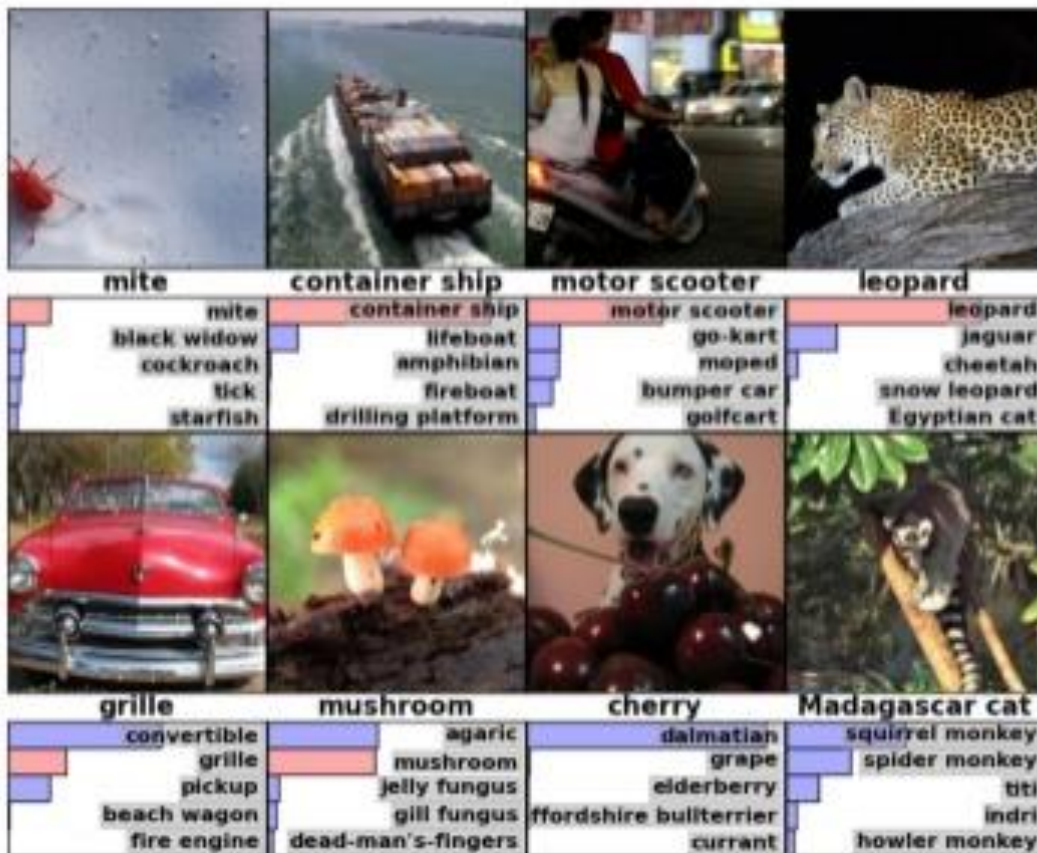 mite container ship motor scooter leopard
mite container ship motor scooter leopard
black widow lifeboat go-kart jaguar
cockroach amphibian moped cheetah
tick fireboat bumper car snow leopard
starfish drilling platform golfcart Egyptian cat
grille mushroom cherry Madagascar cat
convertible agaric dalmatian squirrel monkey
grille mushroom grape spider monkey
pickup jelly fungus elderberry titi
beach wagon gill fungus ffordshire bullterrier indri
fire engine dead-man's-fingers currant howler monkey